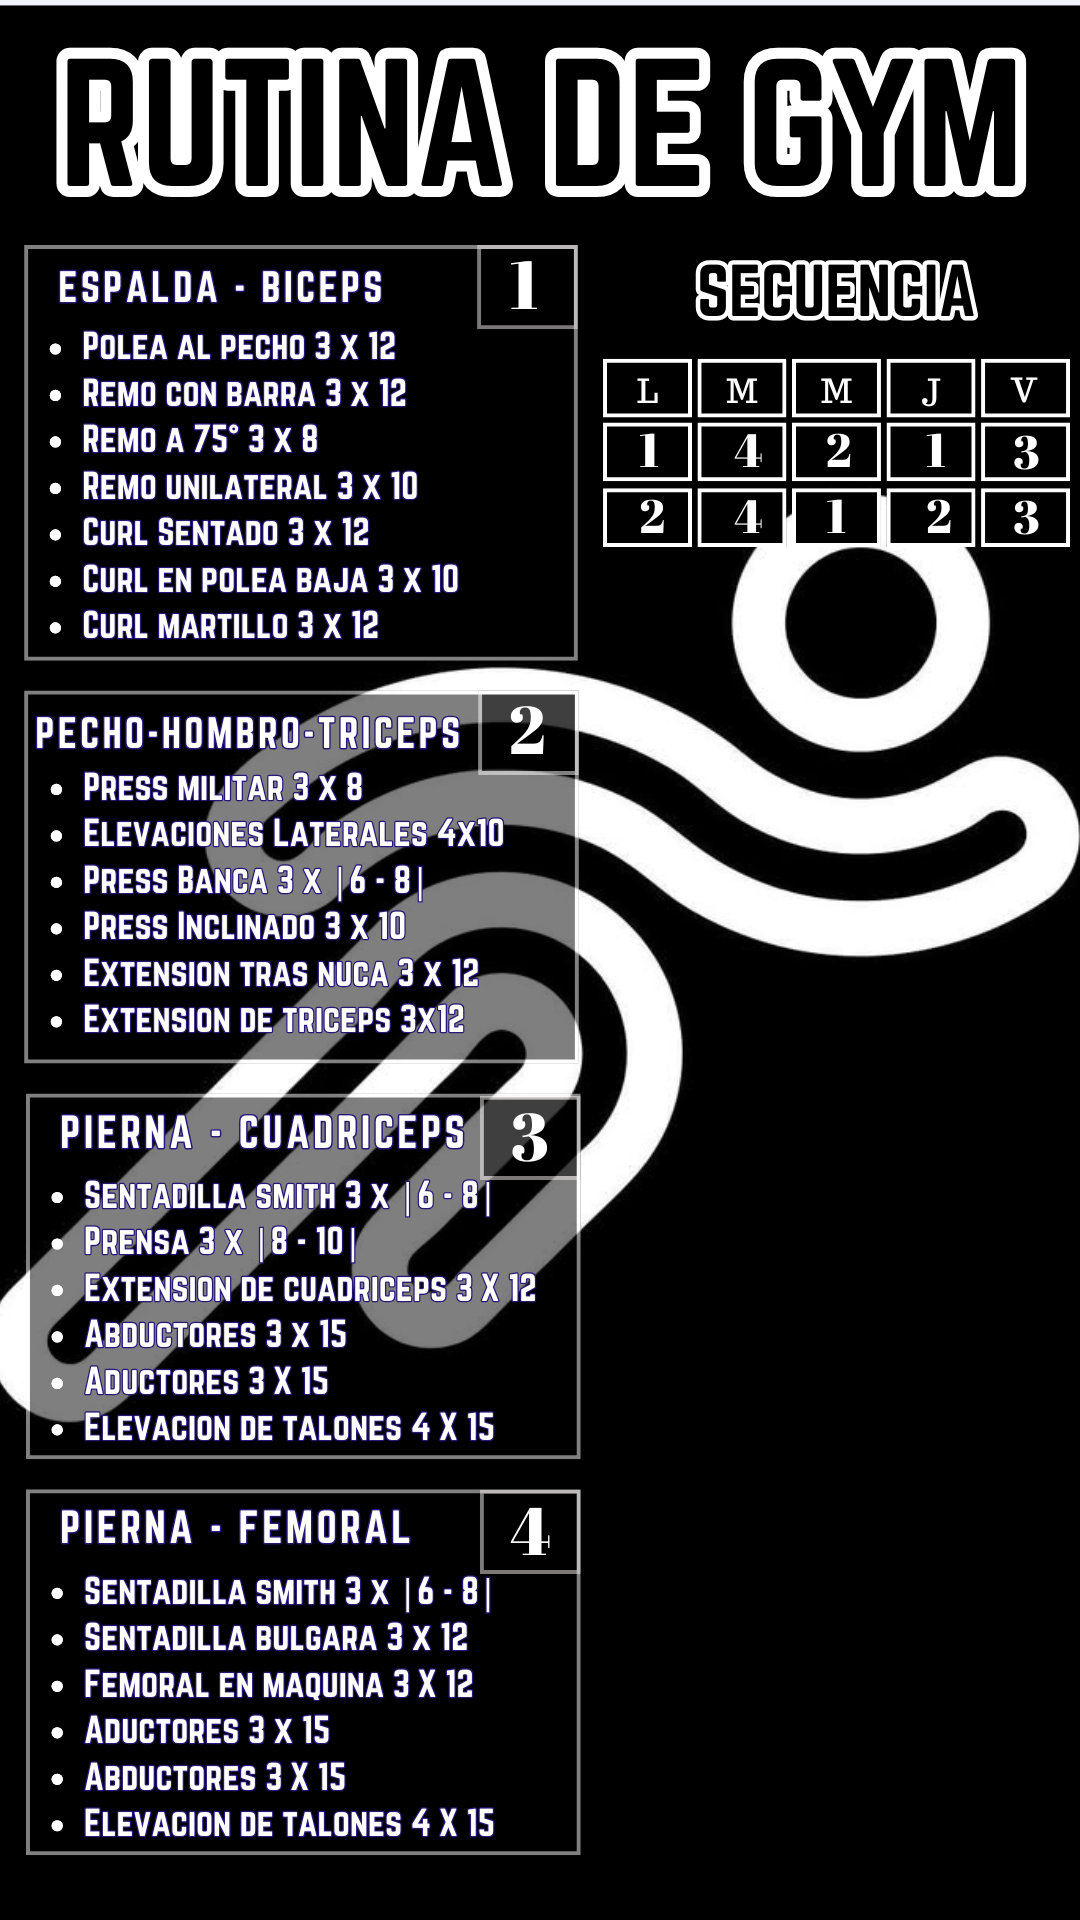 RUTINA DE GYM
ESPALDA - BICEPS
1
• POLEA AL PECHO 3 X 12
• REMO CON BARRA 3 X 12
• REMO A 75° 3 X 8
• REMO UNILATERAL 3 X 10
• CURL SENTADO 3 X 12
• CURL EN POLEA BAJA 3 X 10
• CURL MARTILLO 3 X 12
SECUENCIA
L M M J V
1 4 2 1 3
2 4 1 2 3
PECHO-HOMBRO-TRICEPS
2
• PRESS MILITAR 3 X 8
• ELEVACIONES LATERALES 4X10
• PRESS BANCA 3 X |6 - 8|
• PRESS INCLINADO 3 X 10
• EXTENSION TRAS NUCA 3 X 12
• EXTENSION DE TRICEPS 3X12
PIERNA - CUADRICEPS
3
• SENTADILLA SMITH 3 X |6 - 8|
• PRENSA 3 X |8 - 10|
• EXTENSION DE CUADRICEPS 3 X 12
• ABDUCTORES 3 X 15
• ADUCTORES 3 X 15
• ELEVACION DE TALONES 4 X 15
PIERNA - FEMORAL
4
• SENTADILLA SMITH 3 X |6 - 8|
• SENTADILLA BULGARA 3 X 12
• FEMORAL EN MAQUINA 3 X 12
• ADUCTORES 3 X 15
• ABDUCTORES 3 X 15
• ELEVACION DE TALONES 4 X 15